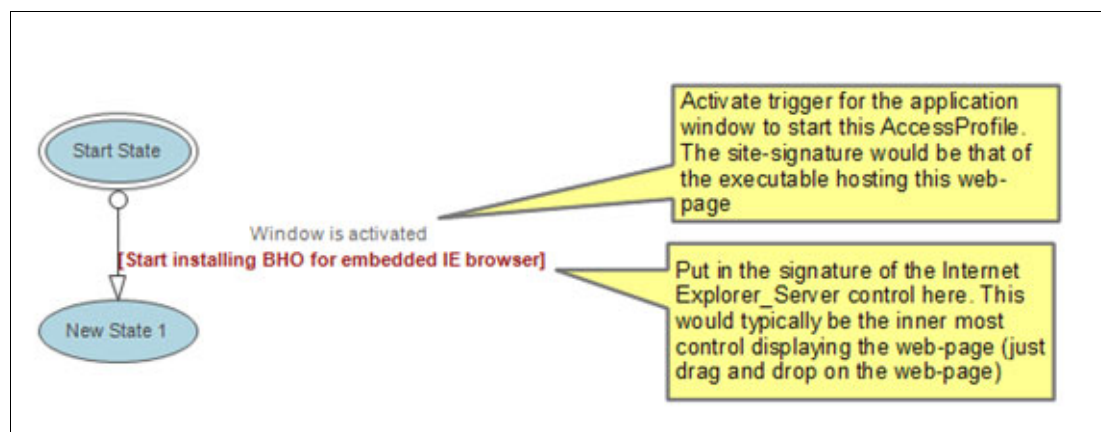 Start State
Window is activated
[Start installing BHO for embedded IE browser]
New State 1
Activate trigger for the application
window to start this AccessProfile.
The site-signature would be that of
the executable hosting this web-
page
Put in the signature of the Internet
Explorer_Server control here. This
would typically be the inner most
control displaying the web-page (just
drag and drop on the web-page)